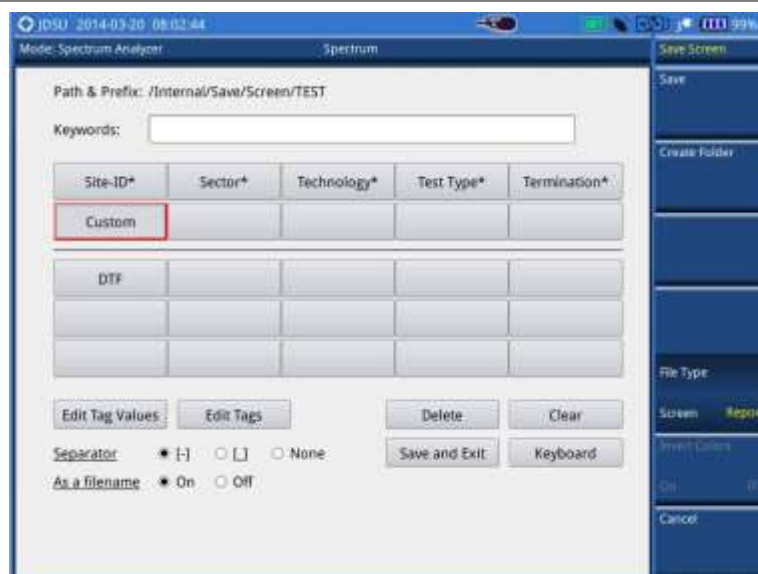 JDSU 2014-03-20 08:02:44 99%
Mode: Spectrum Analyzer Spectrum Save Screen
Path & Prefix: /Internal/Save/Screen/TEST Save
Keywords:
Create Folder
Site-ID* Sector* Technology* Test Type* Termination*
Custom
DTF
File Type
Edit Tag Values Edit Tags Delete Clear Screen
Invert Colors
Separator [-] [_] None Save and Exit Keyboard
As a filename On Off On
Cancel